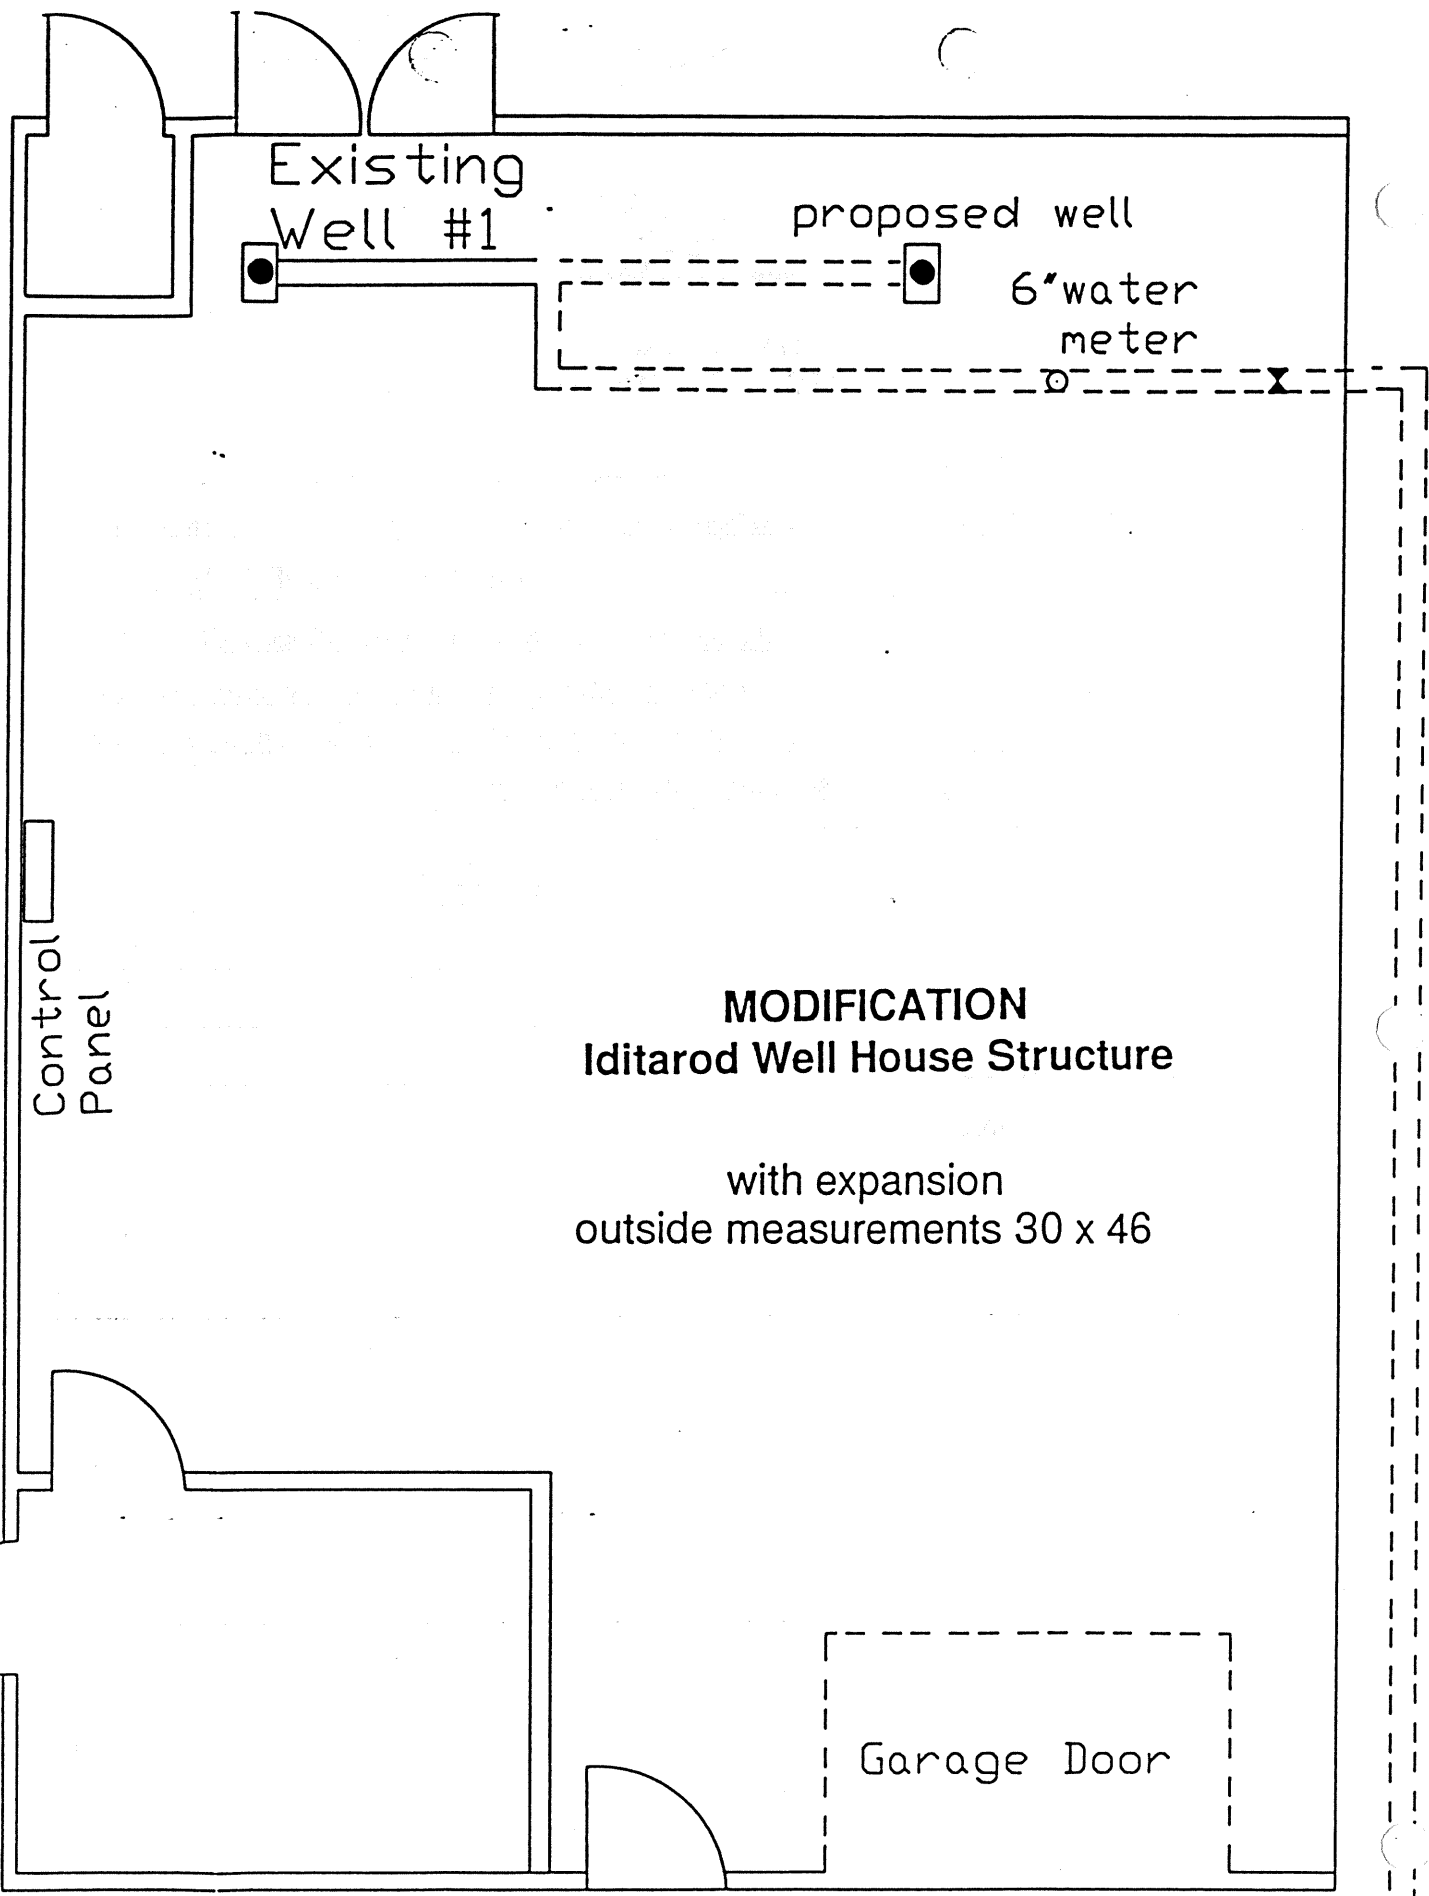 Existing
Well #1
proposed well
6"water
meter
Control
Panel
MODIFICATION
Iditarod Well House Structure
with expansion
outside measurements 30 x 46
Garage Door